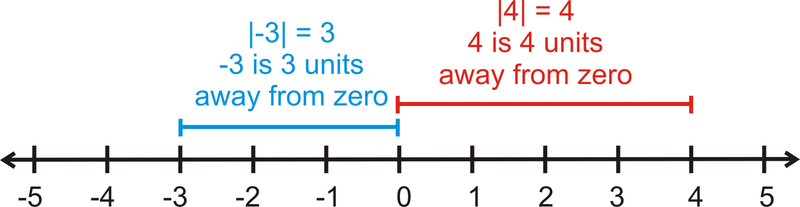 |-3| = 3
-3 is 3 units
away from zero
|4| = 4
4 is 4 units
away from zero
-5 -4 -3 -2 -1 0 1 2 3 4 5